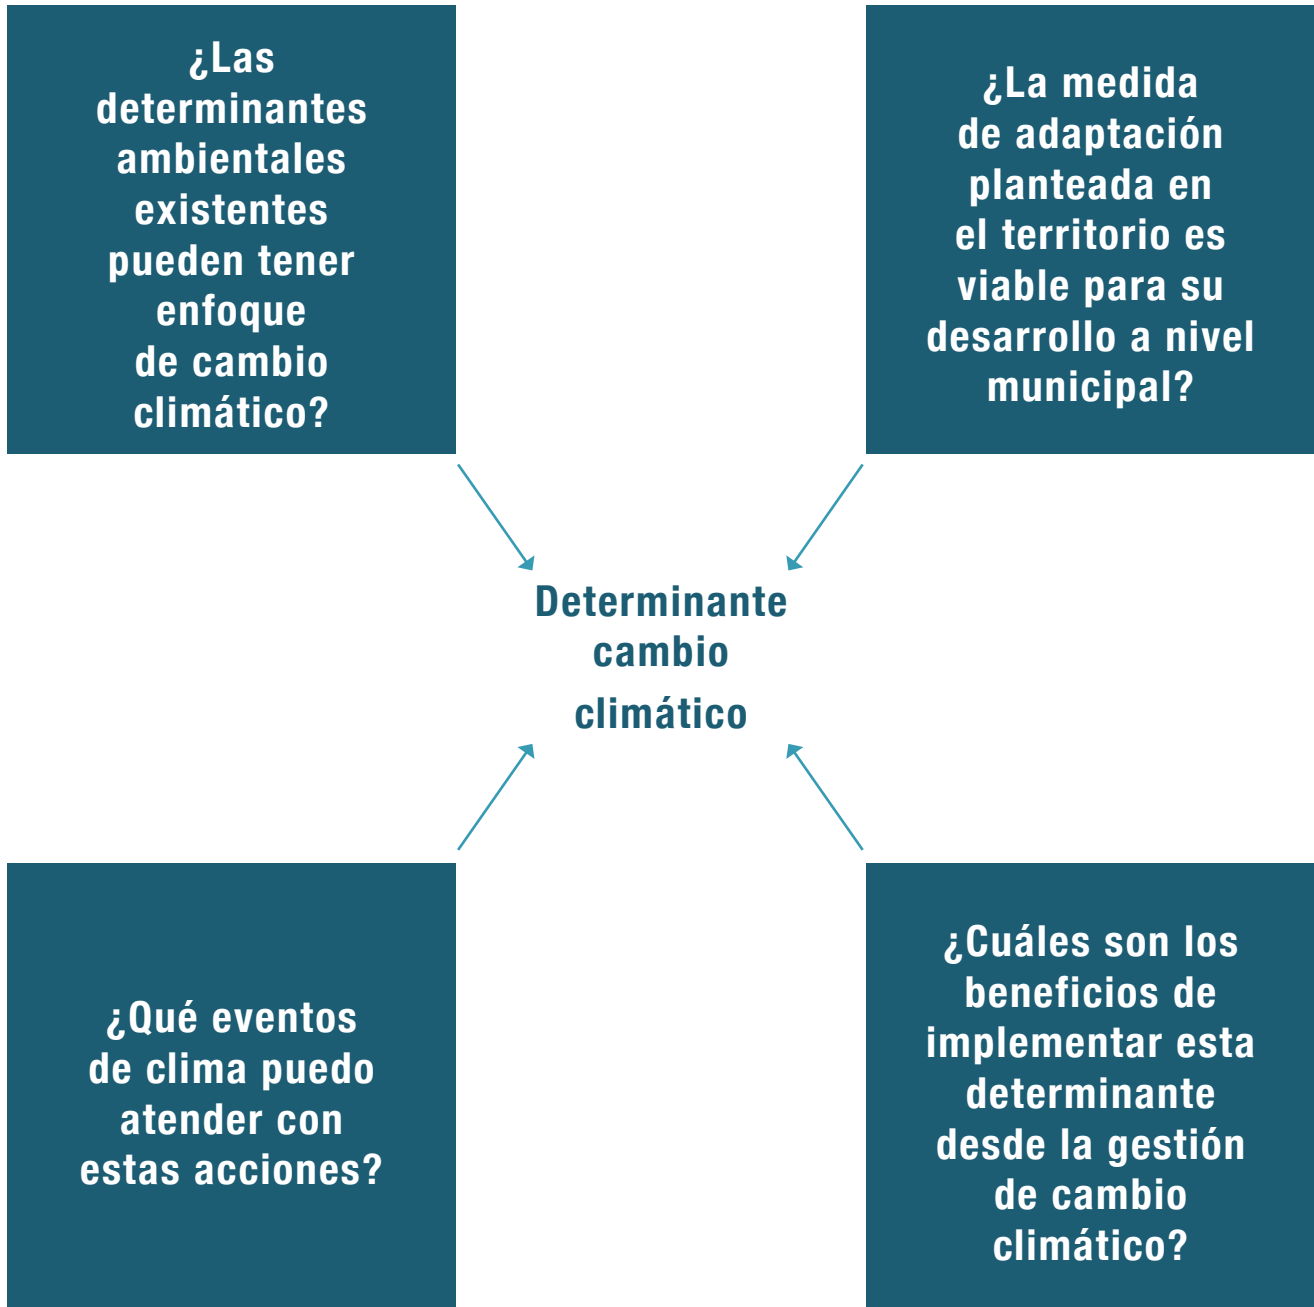 ¿Las
determinantes
ambientales
existentes
pueden tener
enfoque
de cambio
climático?
¿La medida
de adaptación
planteada en
el territorio es
viable para su
desarrollo a nivel
municipal?
Determinante
cambio
climático
¿Qué eventos
de clima puedo
atender con
estas acciones?
¿Cuáles son los
beneficios de
implementar esta
determinante
desde la gestión
de cambio
climático?